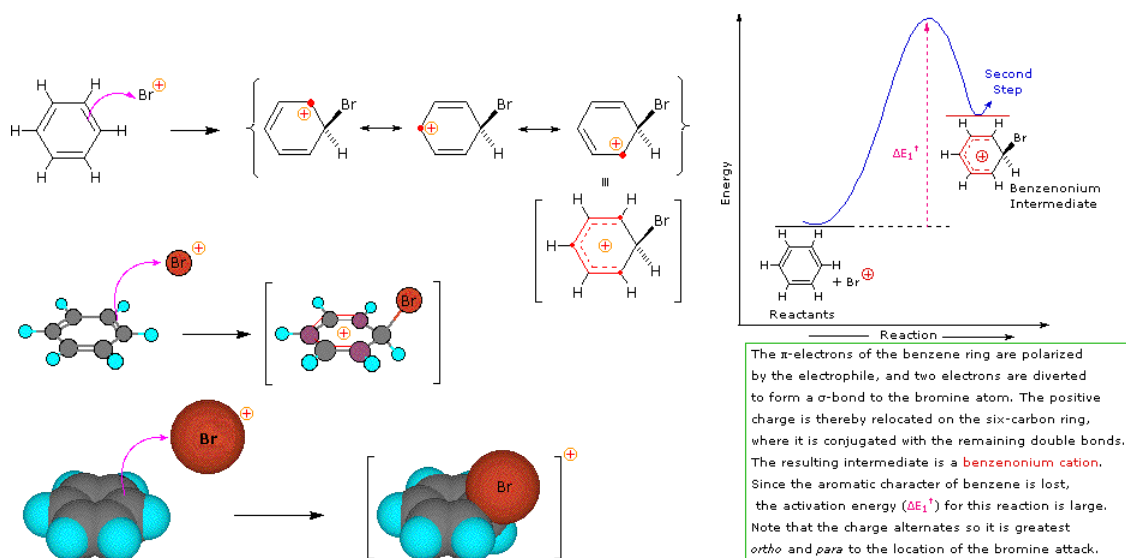 H H
H H
H H
Br +
+ Br H
+ Br H
+ Br H
≡
H H
H + Br
H H H
Br +
Br +
+
Br +
Br +
Energy
ΔE₁†
Second
Step
H H
H + Br
H H H
Benzenonium
Intermediate
H H
H H
H H
+ Br +
Reactants
Reaction
The π-electrons of the benzene ring are polarized
by the electrophile, and two electrons are diverted
to form a σ-bond to the bromine atom. The positive
charge is thereby relocated on the six-carbon ring,
where it is conjugated with the remaining double bonds.
The resulting intermediate is a benzenonium cation.
Since the aromatic character of benzene is lost,
the activation energy (ΔE₁†) for this reaction is large.
Note that the charge alternates so it is greatest
ortho and para to the location of the bromine attack.